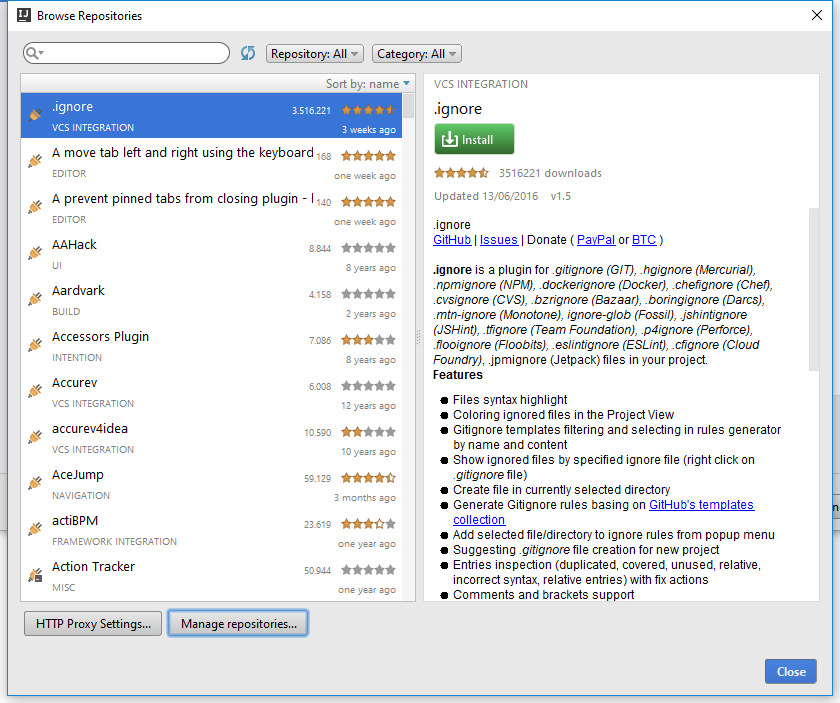 Browse Repositories
Repository: All
Category: All
Sort by: name
.ignore
3.516.221
VCS INTEGRATION
3 weeks ago
A move tab left and right using the keyboard
168
EDITOR
one week ago
A prevent pinned tabs from closing plugin -
140
EDITOR
one week ago
AAHack
8.844
UI
8 years ago
Aardvark
4.158
BUILD
2 years ago
Accessors Plugin
7.086
INTENTION
8 years ago
Accurev
6.008
VCS INTEGRATION
12 years ago
accurev4idea
10.590
VCS INTEGRATION
10 years ago
AceJump
59.129
NAVIGATION
3 months ago
actiBPM
23.619
FRAMEWORK INTEGRATION
one year ago
Action Tracker
50.944
MISC
one year ago
VCS INTEGRATION
.ignore
Install
3516221 downloads
Updated 13/06/2016 v1.5
.ignore
GitHub | Issues | Donate ( PayPal or BTC )
.ignore is a plugin for .gitignore (GIT), .hgignore (Mercurial),
.npmignore (NPM), .dockerignore (Docker), .chefignore (Chef),
.cvsignore (CVS), .bzrignore (Bazaar), .boringignore (Darcs),
.mtn-ignore (Monotone), ignore-glob (Fossil), .jshintignore
(JSHint), .tfignore (Team Foundation), .p4ignore (Perforce),
.flooignore (Floobits), .eslintignore (ESLint), .cfignore (Cloud
Foundry), .jpmignore (Jetpack) files in your project.
Features
● Files syntax highlight
● Coloring ignored files in the Project View
● Gitignore templates filtering and selecting in rules generator
by name and content
● Show ignored files by specified ignore file (right click on
.gitignore file)
● Create file in currently selected directory
● Generate Gitignore rules basing on GitHub's templates
collection
● Add selected file/directory to ignore rules from popup menu
● Suggesting .gitignore file creation for new project
● Entries inspection (duplicated, covered, unused, relative,
incorrect syntax, relative entries) with fix actions
● Comments and brackets support
HTTP Proxy Settings...
Manage repositories...
Close